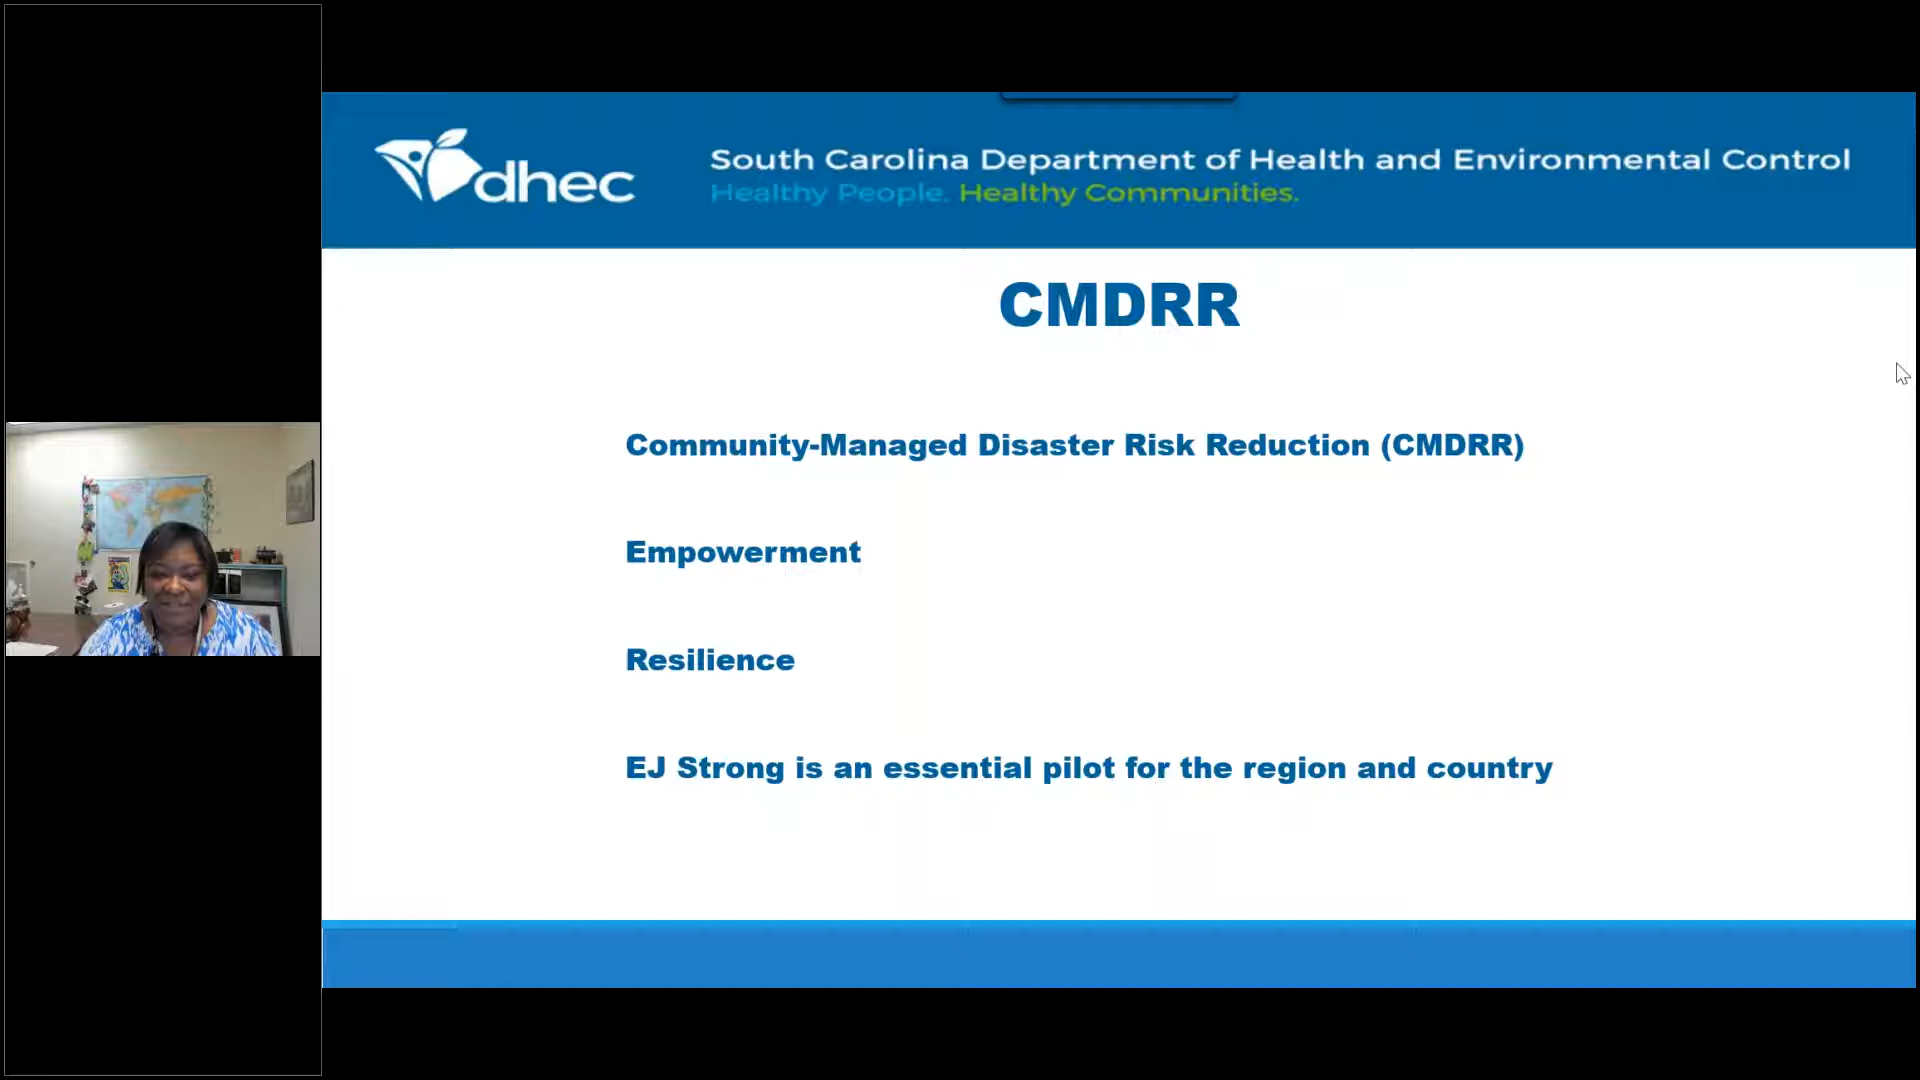 dhec
South Carolina Department of Health and Environmental Control
Healthy People. Healthy Communities.
CMDRR
Community-Managed Disaster Risk Reduction (CMDRR)
Empowerment
Resilience
EJ Strong is an essential pilot for the region and country